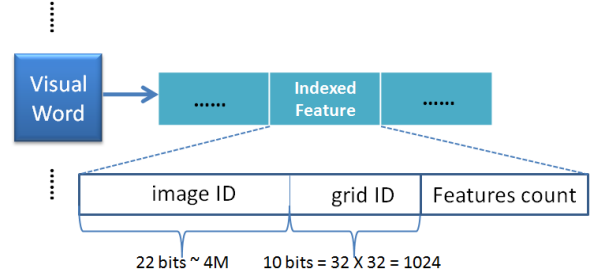 Visual
Word
......
Indexed
Feature
......
image ID
grid ID
Features count
22 bits ~ 4M
10 bits = 32 X 32 = 1024